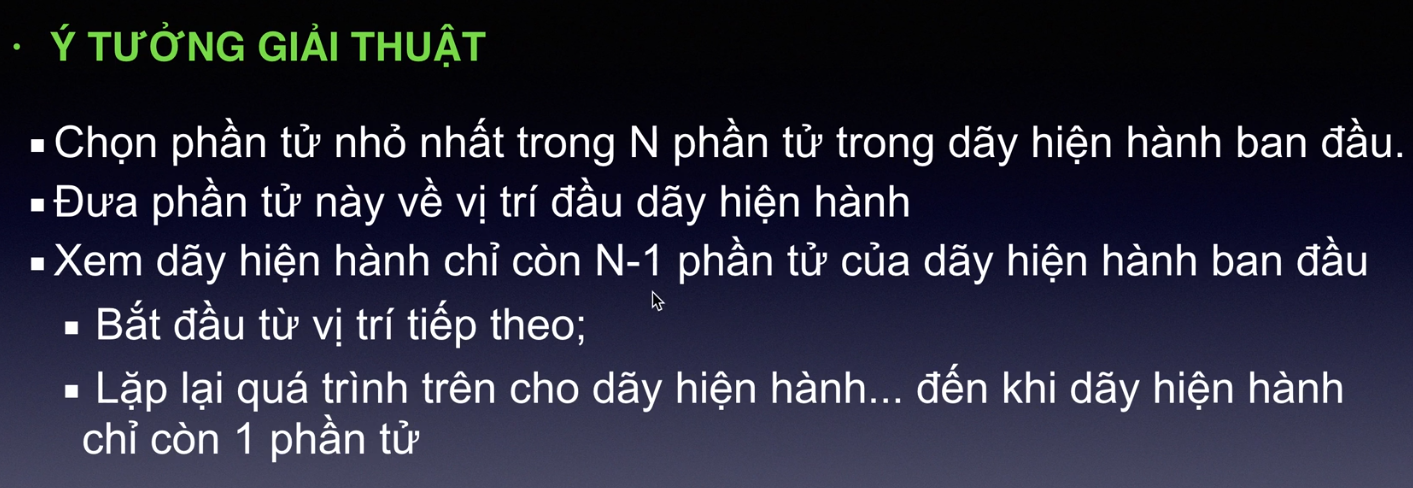 • Ý TƯỞNG GIẢI THUẬT
▪ Chọn phần tử nhỏ nhất trong N phần tử trong dãy hiện hành ban đầu.
▪ Đưa phần tử này về vị trí đầu dãy hiện hành
▪ Xem dãy hiện hành chỉ còn N-1 phần tử của dãy hiện hành ban đầu
▪ Bắt đầu từ vị trí tiếp theo;
▪ Lặp lại quá trình trên cho dãy hiện hành... đến khi dãy hiện hành
chỉ còn 1 phần tử